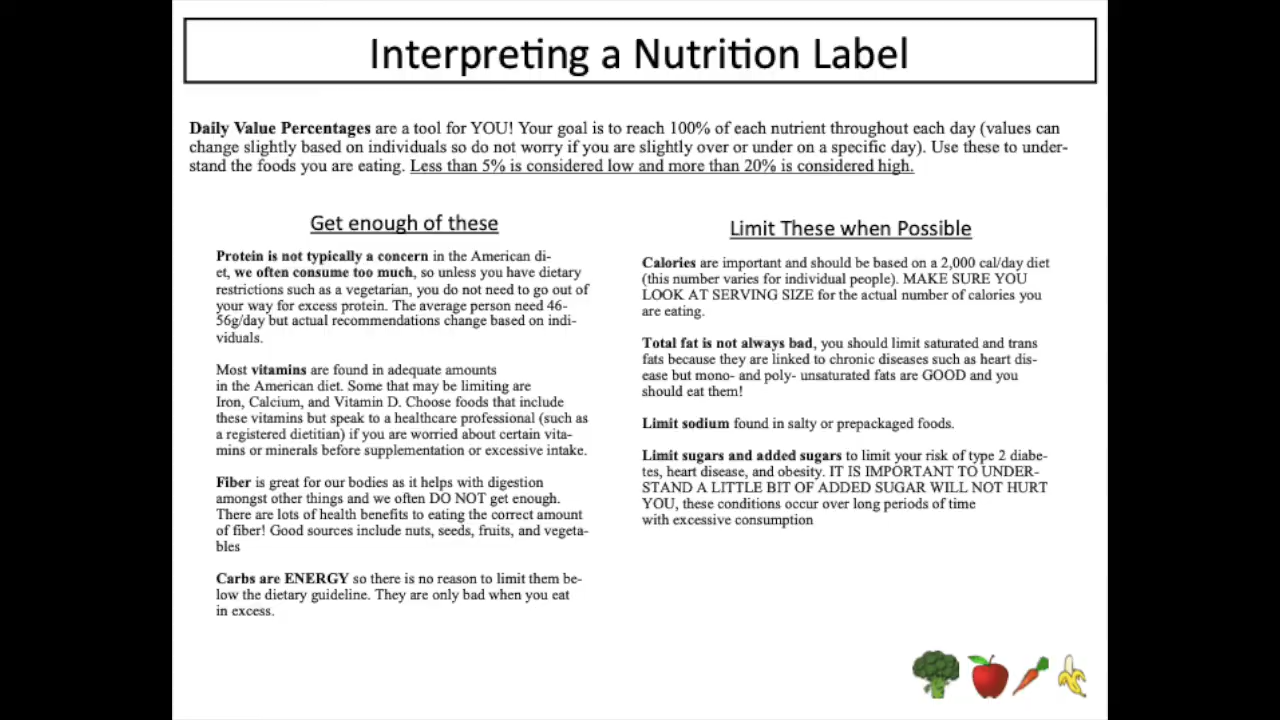 Interpreting a Nutrition Label
Daily Value Percentages are a tool for YOU! Your goal is to reach 100% of each nutrient throughout each day (values can
change slightly based on individuals so do not worry if you are slightly over or under on a specific day). Use these to under-
stand the foods you are eating. Less than 5% is considered low and more than 20% is considered high.
Get enough of these
Protein is not typically a concern in the American di-
et, we often consume too much, so unless you have dietary
restrictions such as a vegetarian, you do not need to go out of
your way for excess protein. The average person need 46-
56g/day but actual recommendations change based on indi-
viduals.
Most vitamins are found in adequate amounts
in the American diet. Some that may be limiting are
Iron, Calcium, and Vitamin D. Choose foods that include
these vitamins but speak to a healthcare professional (such as
a registered dietitian) if you are worried about certain vita-
mins or minerals before supplementation or excessive intake.
Fiber is great for our bodies as it helps with digestion
amongst other things and we often DO NOT get enough.
There are lots of health benefits to eating the correct amount
of fiber! Good sources include nuts, seeds, fruits, and vegeta-
bles
Carbs are ENERGY so there is no reason to limit them be-
low the dietary guideline. They are only bad when you eat
in excess.
Limit These when Possible
Calories are important and should be based on a 2,000 cal/day diet
(this number varies for individual people). MAKE SURE YOU
LOOK AT SERVING SIZE for the actual number of calories you
are eating.
Total fat is not always bad, you should limit saturated and trans
fats because they are linked to chronic diseases such as heart dis-
ease but mono- and poly- unsaturated fats are GOOD and you
should eat them!
Limit sodium found in salty or prepackaged foods.
Limit sugars and added sugars to limit your risk of type 2 diabe-
tes, heart disease, and obesity. IT IS IMPORTANT TO UNDER-
STAND A LITTLE BIT OF ADDED SUGAR WILL NOT HURT
YOU, these conditions occur over long periods of time
with excessive consumption